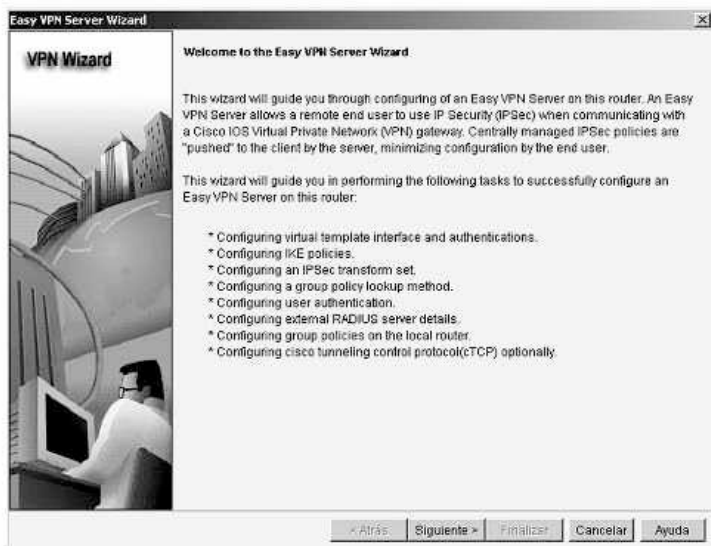 Easy VPN Server Wizard
VPN Wizard
Welcome to the Easy VPN Server Wizard
This wizard will guide you through configuring of an Easy VPN Server on this router. An Easy
VPN Server allows a remote end user to use IP Security (IPSec) when communicating with
a Cisco IOS Virtual Private Network (VPN) gateway. Centrally managed IPSec policies are
"pushed" to the client by the server, minimizing configuration by the end user.
This wizard will guide you in performing the following tasks to successfully configure an
Easy VPN Server on this router:
* Configuring virtual template interface and authentications.
* Configuring IKE policies.
* Configuring an IPSec transform set.
* Configuring a group policy lookup method.
* Configuring user authentication.
* Configuring external RADIUS server details.
* Configuring group policies on the local router.
* Configuring cisco tunneling control protocol(cTCP) optionally.
< Atrás Siguiente > Finalizar Cancelar Ayuda